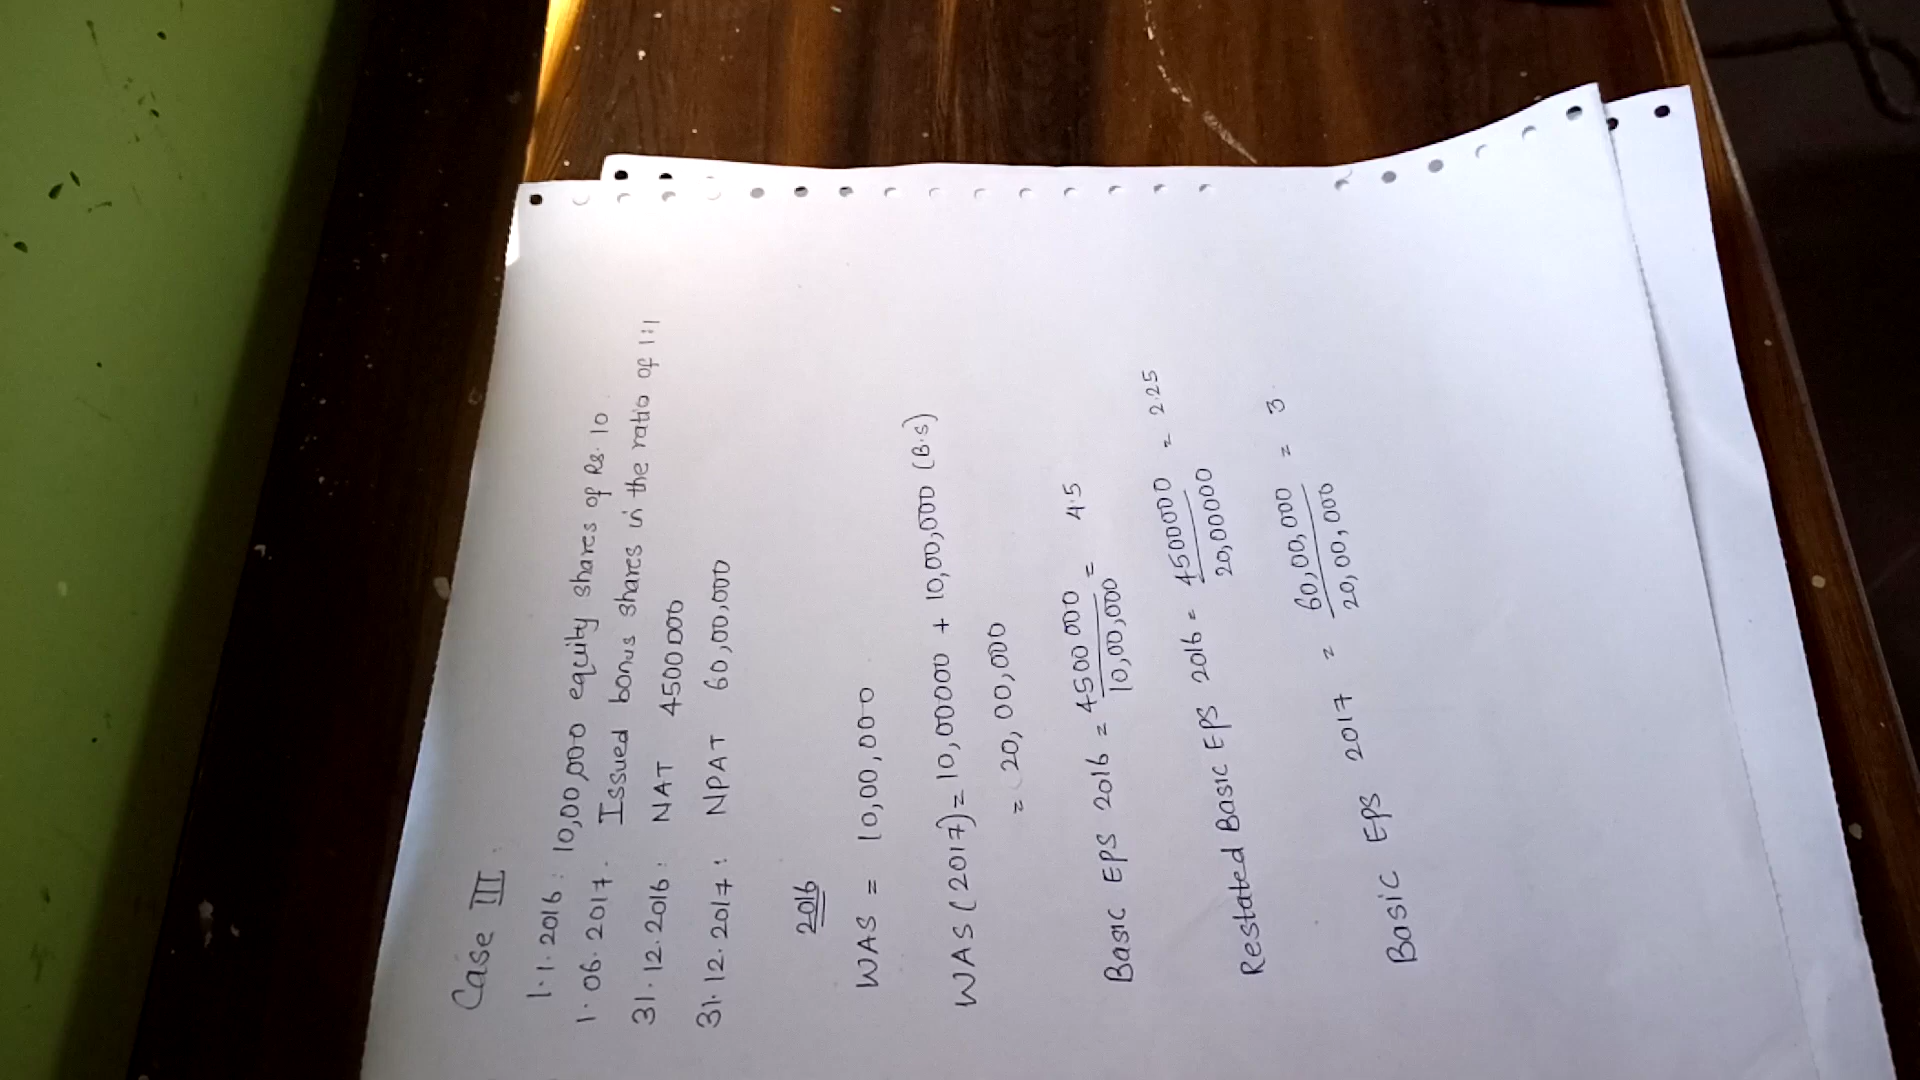 Case III.
1.1.2016: 10,00,000 equity shares of Rs. 10
1.06.2017. Issued bonus shares in the ratio of 1:1
31.12.2016: NAT 4500000
31.12.2017: NPAT 60,00,000
2016
WAS = 10,00,000
WAS (2017) = 10,00000 + 10,00,000 (B.S)
= 20,00,000
Basic EPS 2016 = 4500000 / 10,00,000 = 4.5
Restated Basic EPS 2016 = 4500000 / 20,00000 = 2.25
Basic EPS 2017 = 60,00,000 / 20,00,000 = 3.